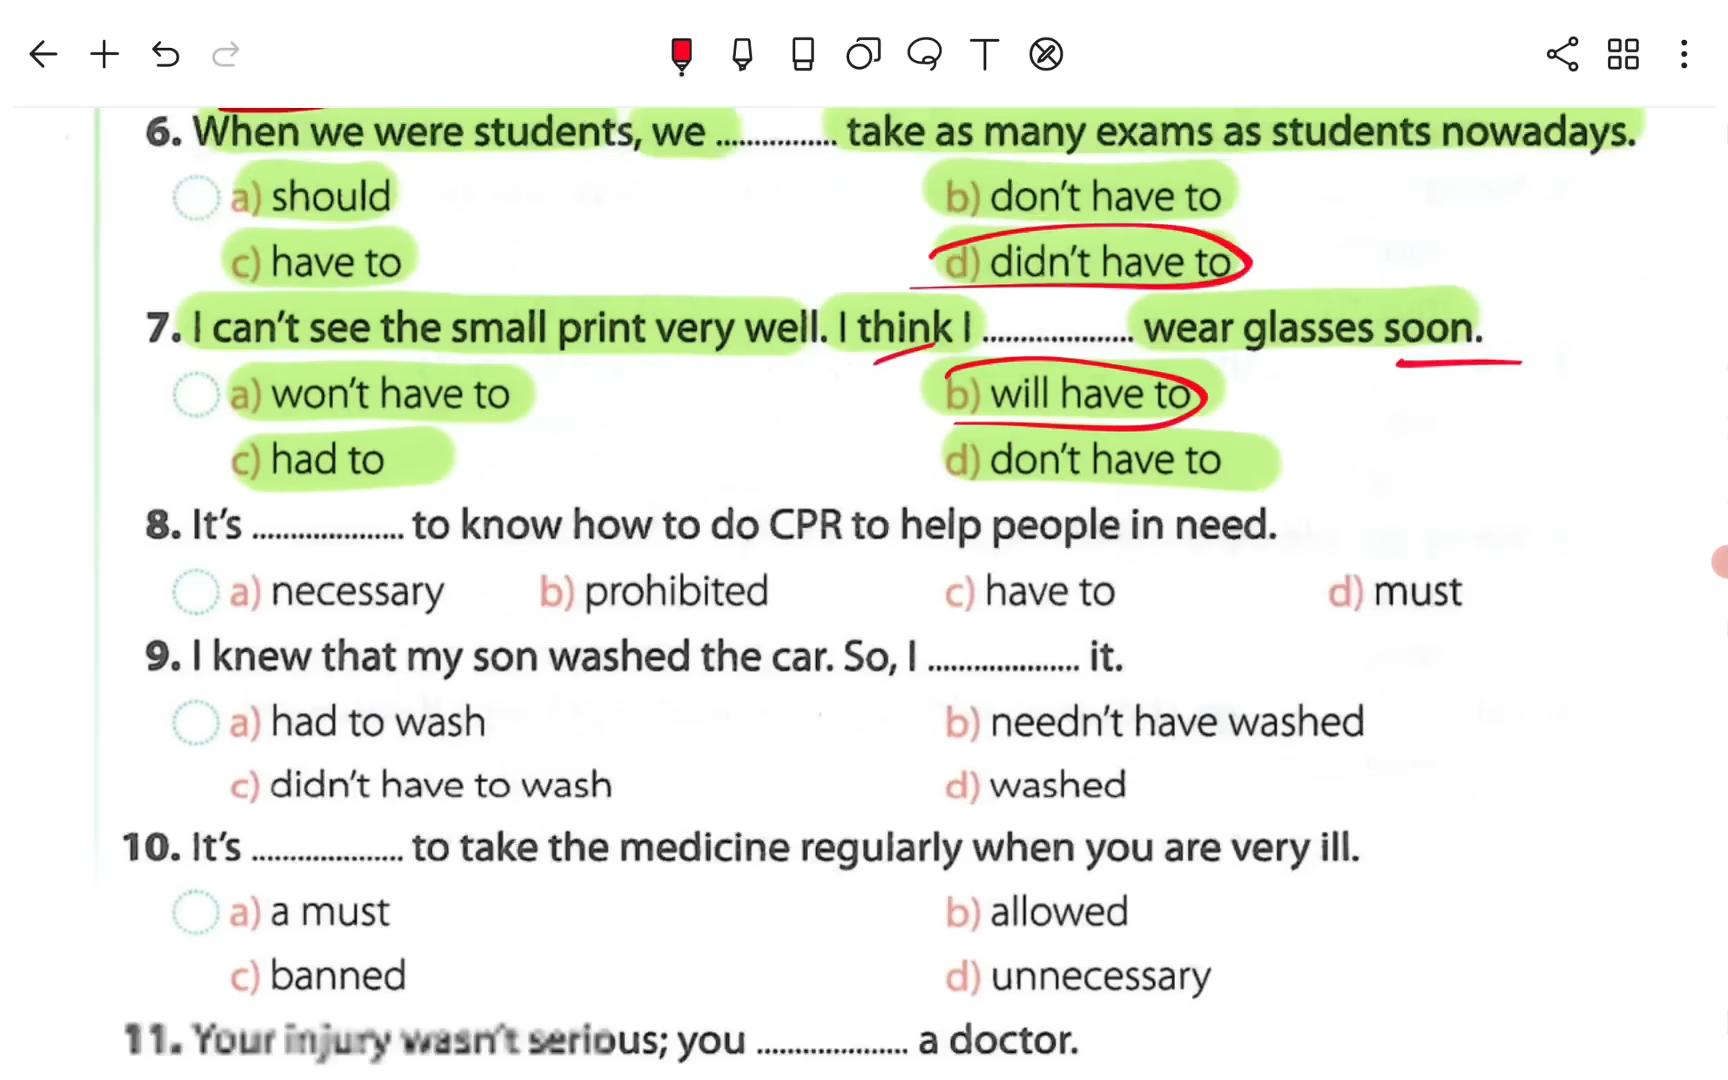 6. When we were students, we ................ take as many exams as students nowadays.
a) should b) don't have to
c) have to d) didn't have to
7. I can't see the small print very well. I think I .................... wear glasses soon.
a) won't have to b) will have to
c) had to d) don't have to
8. It's .................... to know how to do CPR to help people in need.
a) necessary b) prohibited c) have to d) must
9. I knew that my son washed the car. So, I .................... it.
a) had to wash b) needn't have washed
c) didn't have to wash d) washed
10. It's .................... to take the medicine regularly when you are very ill.
a) a must b) allowed
c) banned d) unnecessary
11. Your injury wasn't serious; you .................... a doctor.